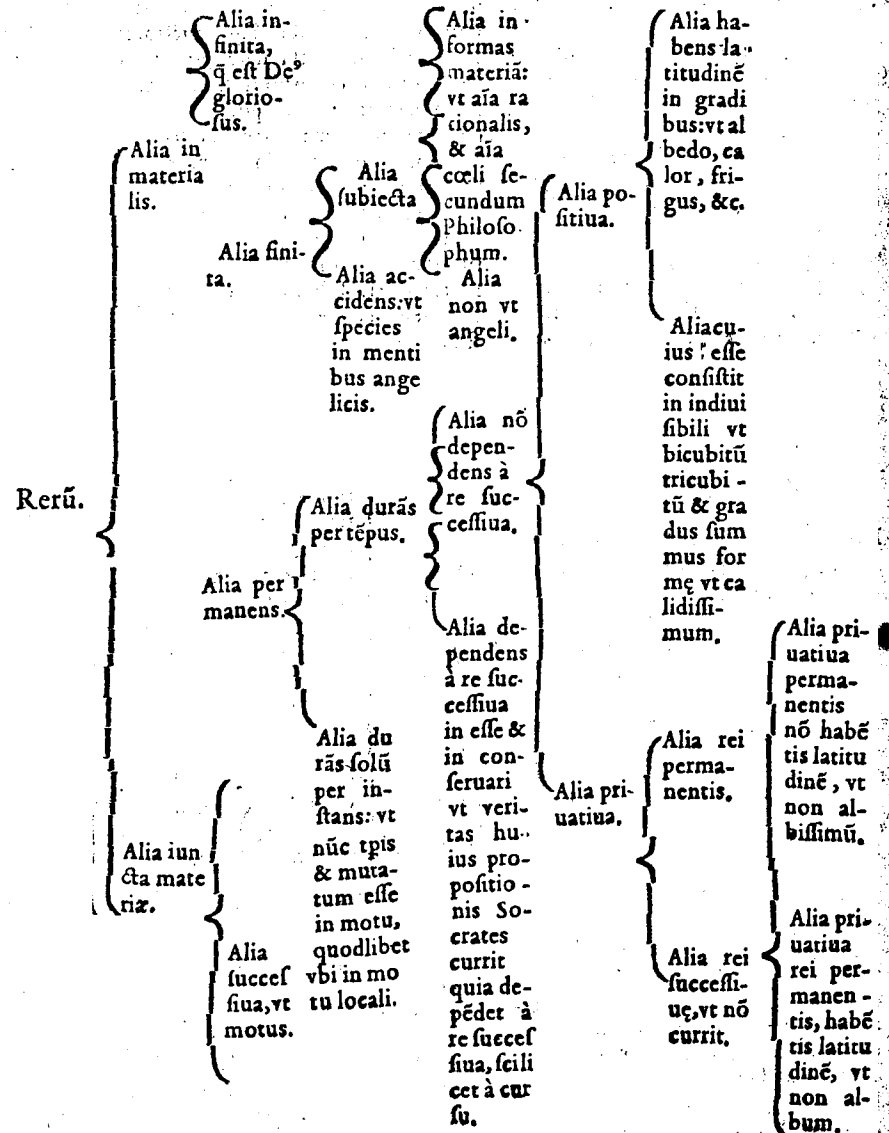 Rerũ.
Alia in
materia
lis.
Alia in-
finita,
q̃ est De⁹
glorio-
sus.
Alia fini-
ta.
Alia
subiecta
Alia in-
formas
materiã:
vt aĩa ra
cionalis,
& aĩa
cœli se-
cundum
Philoso-
phum.
Alia
non vt
angeli.
Alia ac-
cidens:vt
species
in menti
bus ange
licis.
Alia iun
cta mate
riæ.
Alia per
manens.
Alia durãs
per tẽpus.
Alia nõ
depen-
dens à
re suc-
cessiua.
Alia po-
sitiua.
Alia ha-
bens la-
titudinẽ
in gradi
bus:vt al
bedo, ca
lor, fri-
gus, &c.
Alia cu-
ius esse
consistit
in indiui
sibili vt
bicubitũ
tricubi-
tũ & gra
dus sum
mus for
mę vt ca
lidissi-
mum.
Alia pri-
uatiua.
Alia rei
perma-
nentis.
Alia pri-
uatiua
perma-
nentis
nõ habẽ
tis latitu
dinẽ, vt
non al-
bissimũ.
Alia pri-
uatiua
rei per-
manen-
tis, habẽ
tis latitu
dinẽ, vt
non al-
bum.
Alia rei
successi-
uę, vt nõ
currit.
Alia de-
pendens
à re suc-
cessiua
in esse &
in con-
seruari
vt veri-
tas hu-
ius pro-
positio-
nis So-
crates
currit
quia de-
pẽdet à
re succes
siua, scili
cet à cur
su.
Alia du
rãs solũ
per in-
stans: vt
nũc tp̃is
& muta-
tum esse
in motu,
quodlibet
vbi in mo
tu locali.
Alia
succes
siua, vt
motus.